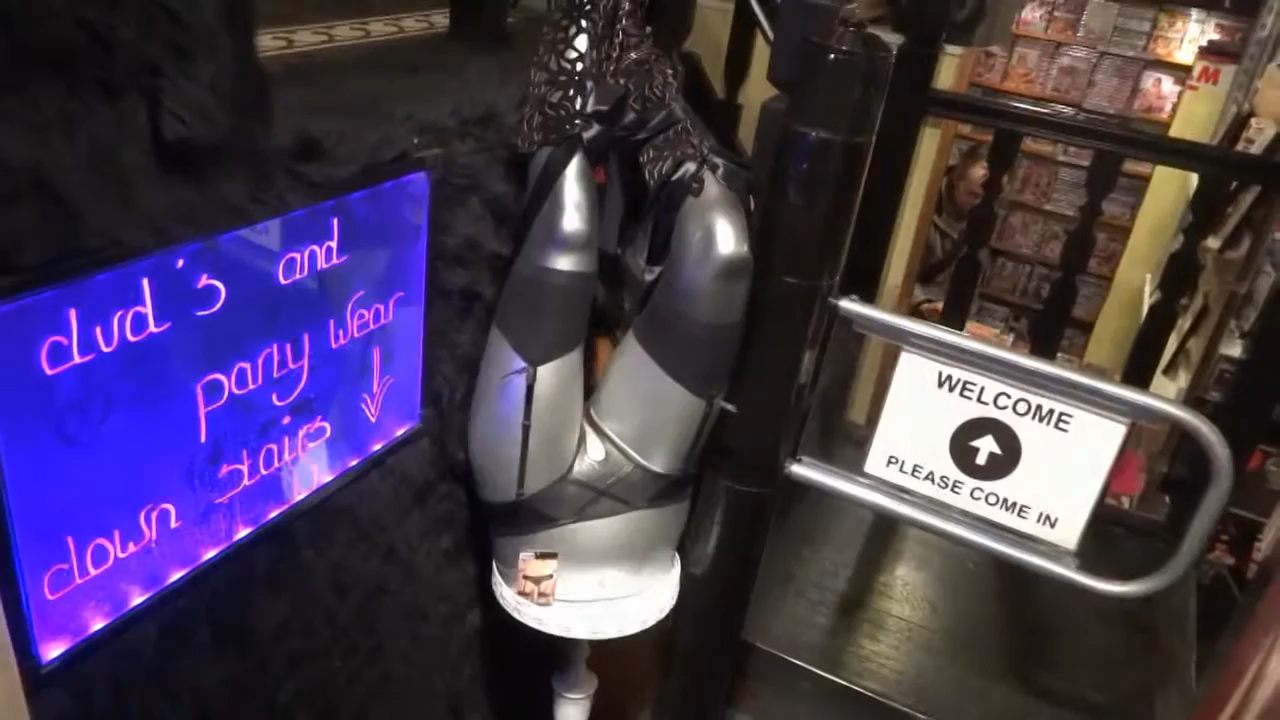 dvd's and
party wear
down stairs
WELCOME
PLEASE COME IN
M